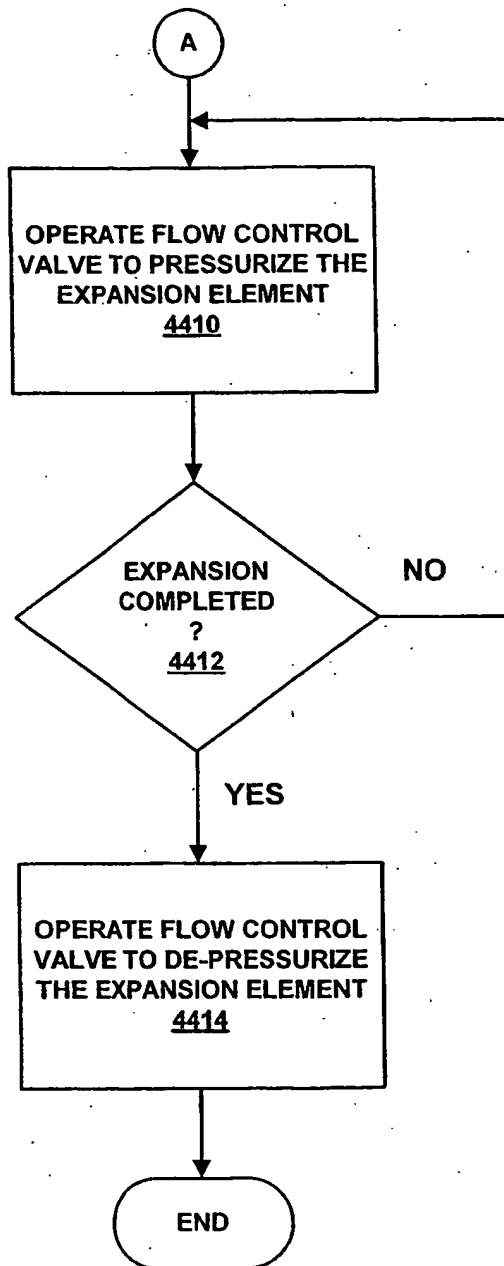 A
OPERATE FLOW CONTROL
VALVE TO PRESSURIZE THE
EXPANSION ELEMENT
4410
EXPANSION
COMPLETED
?
4412
NO
YES
OPERATE FLOW CONTROL
VALVE TO DE-PRESSURIZE
THE EXPANSION ELEMENT
4414
END